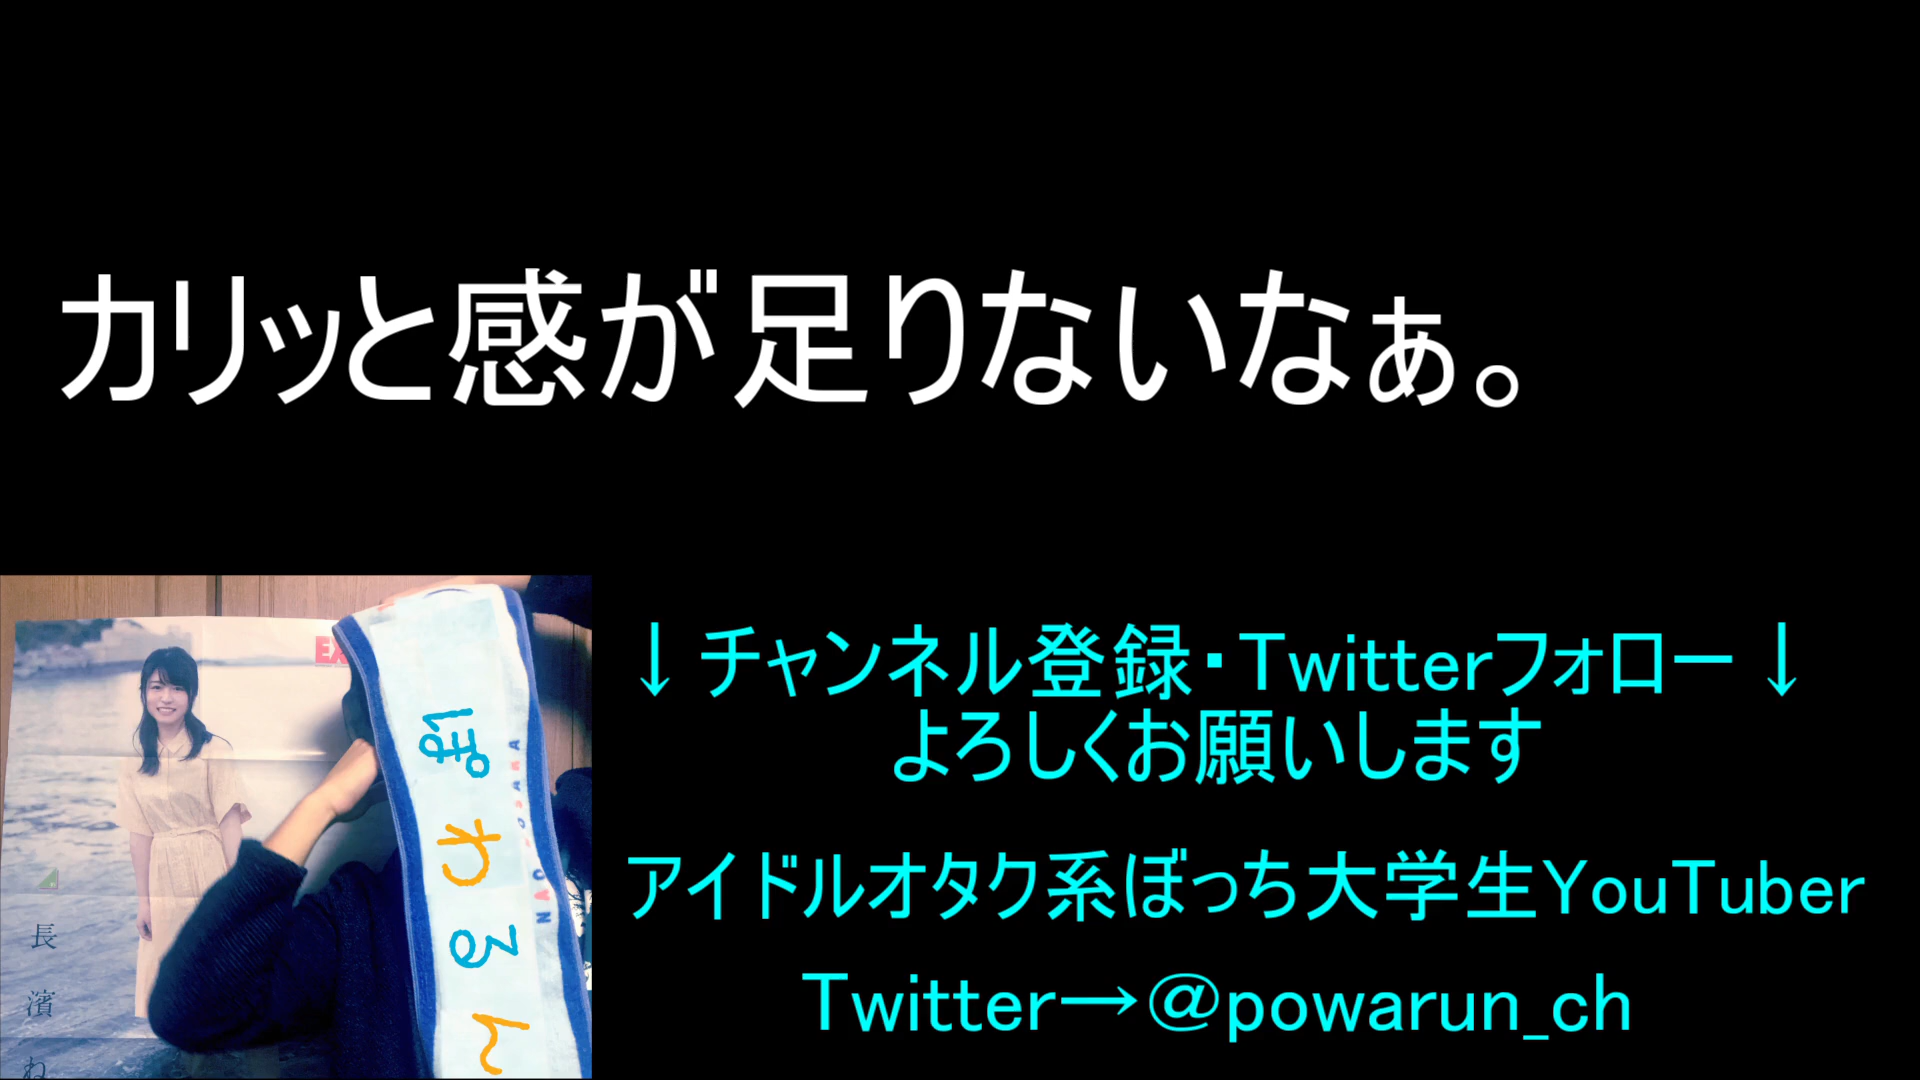 カリッと感が足りないなぁ。
↓チャンネル登録・Twitterフォロー↓
よろしくお願いします
アイドルオタク系ぼっち大学生YouTuber
Twitter→@powarun_ch
EX
ぽわるん
長濱ね